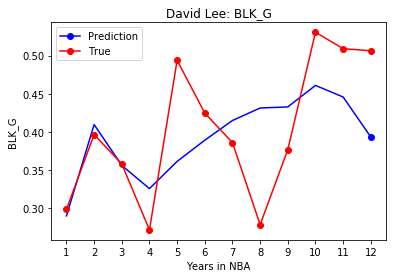 David Lee: BLK_G
Prediction
True
BLK_G
0.50
0.45
0.40
0.35
0.30
1 2 3 4 5 6 7 8 9 10 11 12
Years in NBA